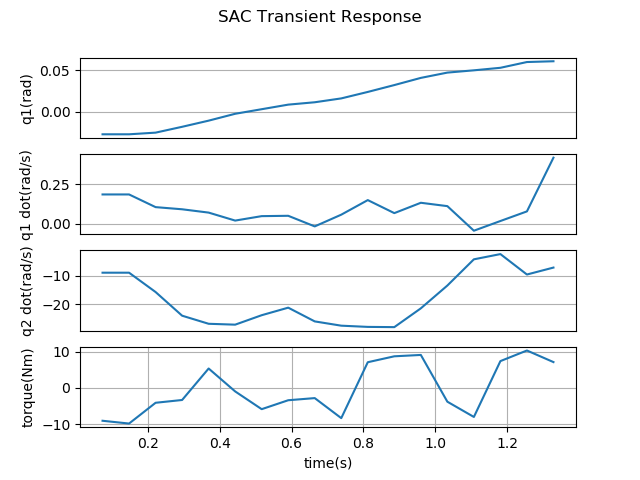 SAC Transient Response
q1(rad)
0.05
0.00
q1 dot(rad/s)
0.25
0.00
q2 dot(rad/s)
−10
−20
torque(Nm)
10
0
−10
0.2 0.4 0.6 0.8 1.0 1.2
time(s)